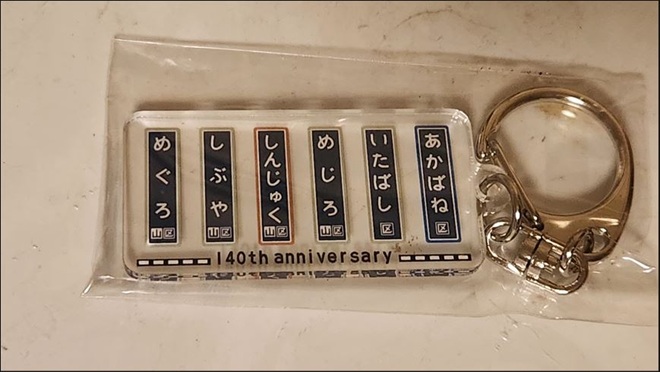 あかばね
いたばし
めじろ
しんじゅく
しぶや
めぐろ
140th anniversary